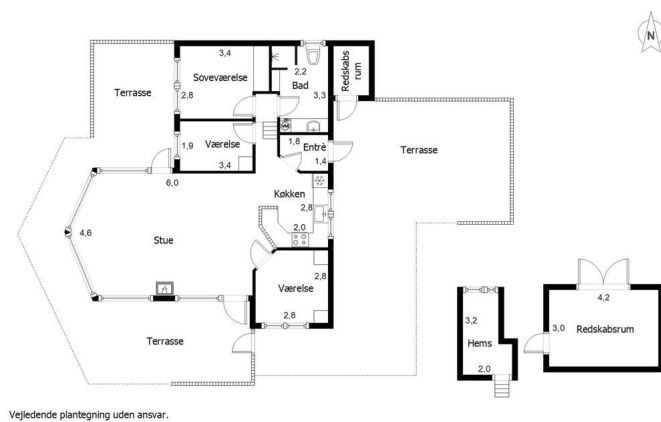 N
3,4
Soveværelse
2,8
2,2
Bad
3,3
Redskabs
rum
Terrasse
1,9
Værelse
3,4
1,8
Entrè
1,4
Terrasse
6,0
4,6
Stue
Køkken
2,8
2,0
Værelse
2,8
2,8
Terrasse
3,2
Hems
2,0
4,2
3,0
Redskabsrum
Vejledende plantegning uden ansvar.